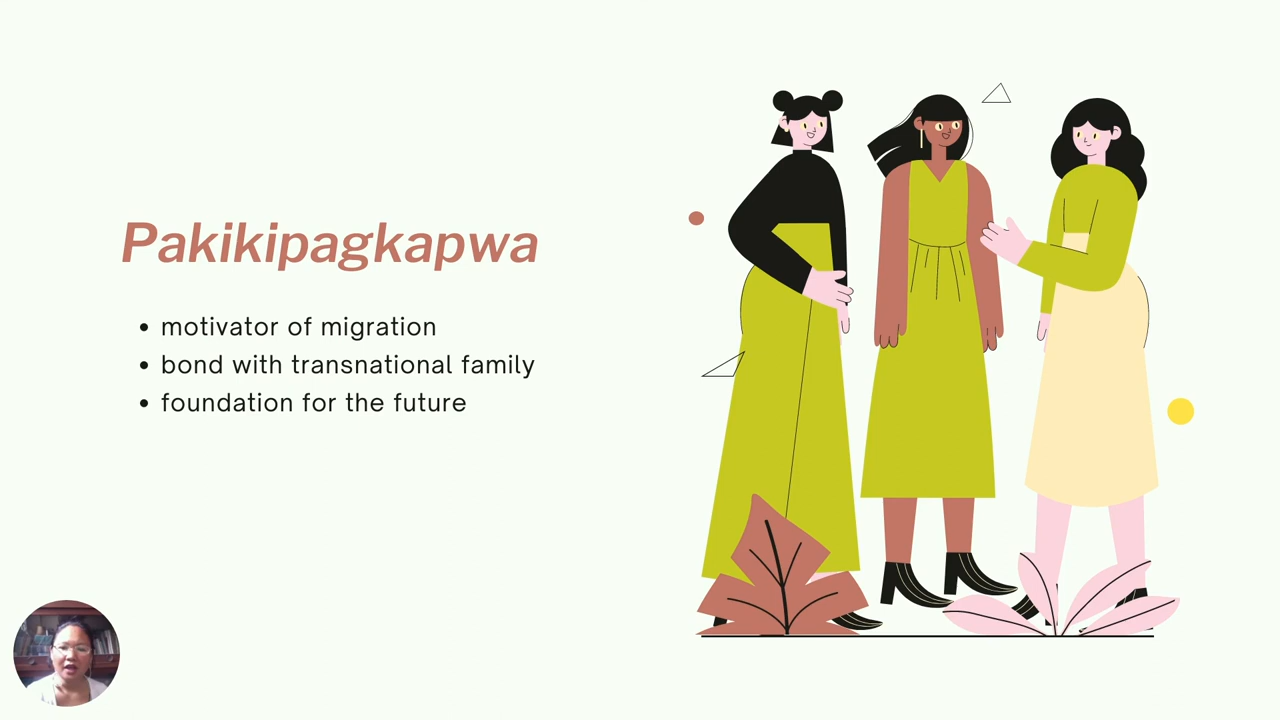 Pakikipagkapwa
• motivator of migration
• bond with transnational family
• foundation for the future